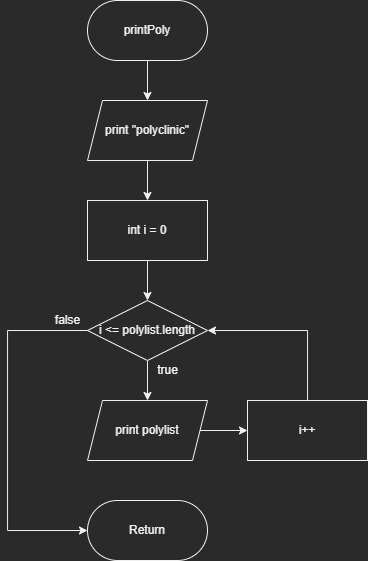 printPoly
print "polyclinic"
int i = 0
i <= polylist.length
false
true
print polylist
i++
Return